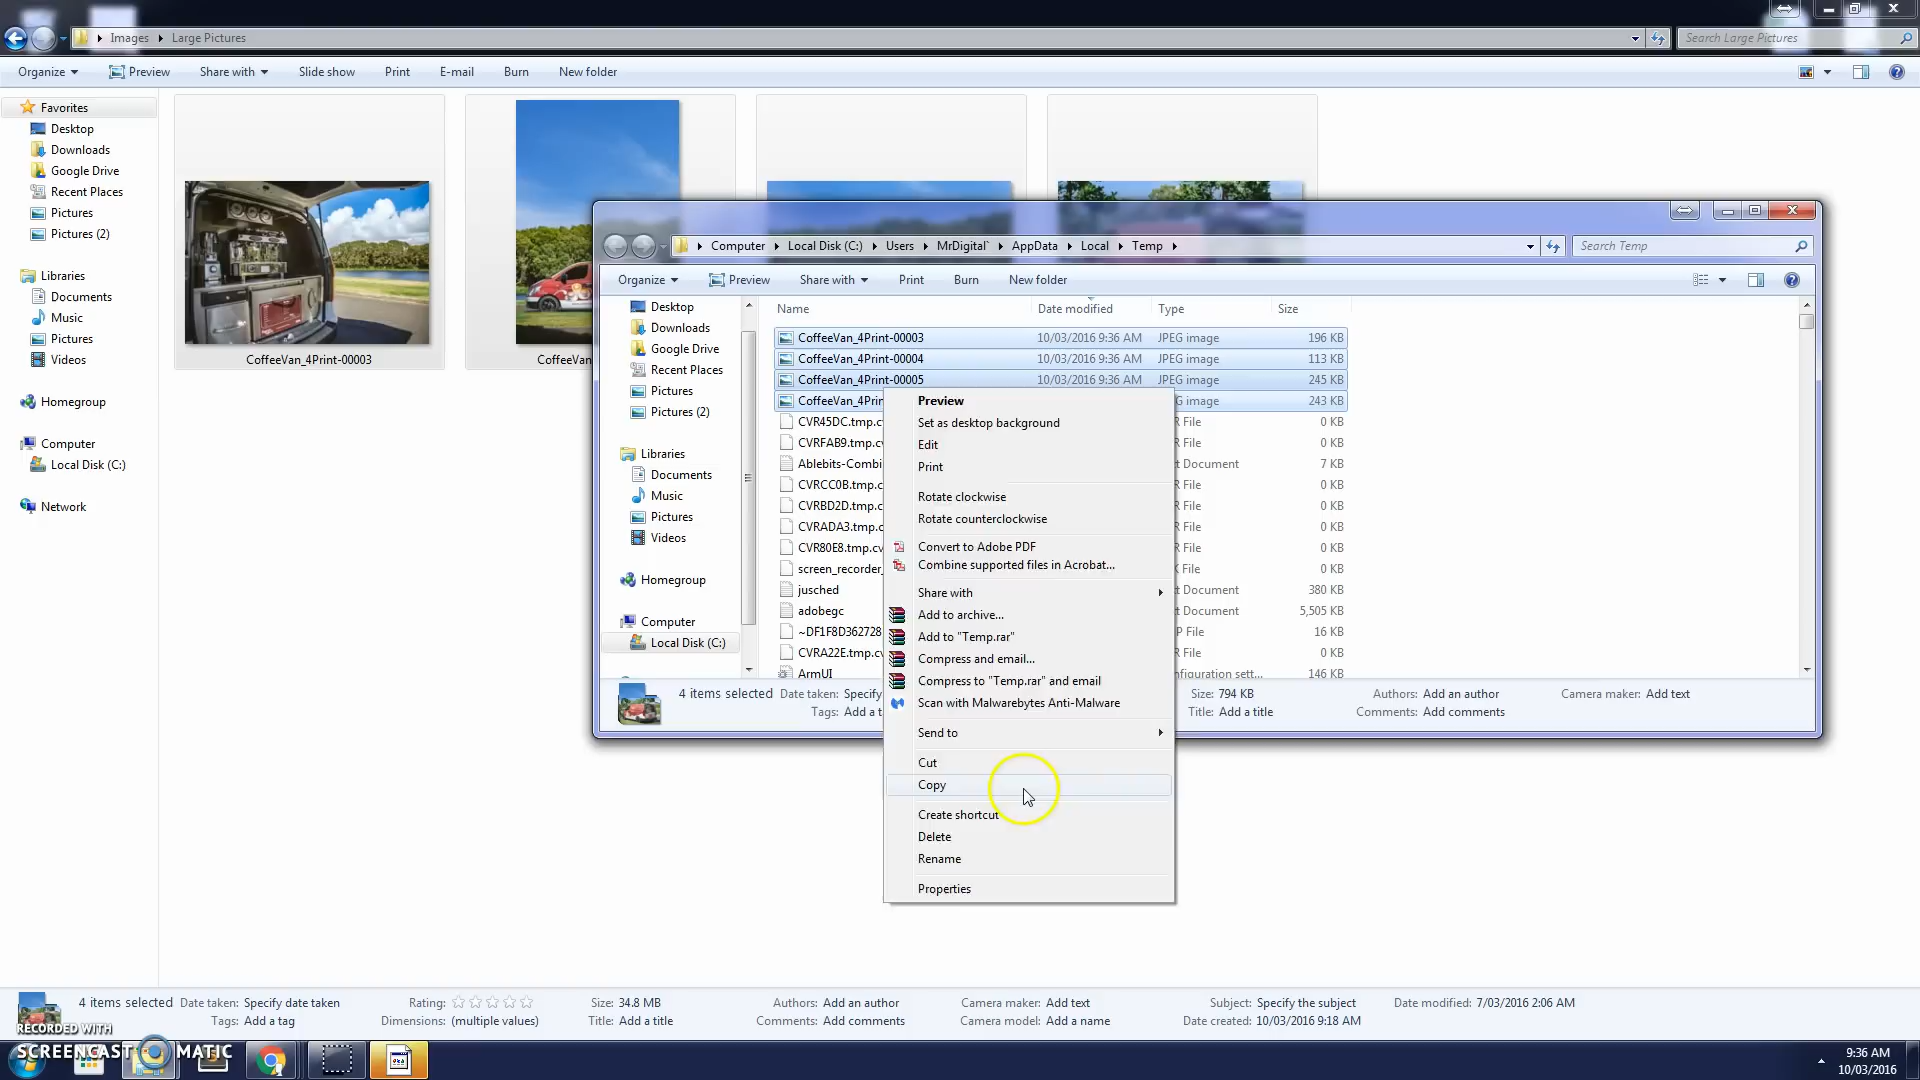 Images
Large Pictures
Search Large Pictures
Organize
Preview
Share with
Slide show
Print
E-mail
Burn
New folder
Favorites
Desktop
Downloads
Google Drive
Recent Places
Pictures
Pictures (2)
Libraries
Documents
Music
Pictures
Videos
Homegroup
Computer
Local Disk (C:)
Network
CoffeeVan_4Print-00003
CoffeeVan
Computer
Local Disk (C:)
Users
MrDigital`
AppData
Local
Temp
Search Temp
Organize
Preview
Share with
Print
Burn
New folder
Desktop
Downloads
Google Drive
Recent Places
Pictures
Pictures (2)
Libraries
Documents
Music
Pictures
Videos
Homegroup
Computer
Local Disk (C:)
Name Date modified Type Size
CoffeeVan_4Print-00003 10/03/2016 9:36 AM JPEG image 196 KB
CoffeeVan_4Print-00004 10/03/2016 9:36 AM JPEG image 113 KB
CoffeeVan_4Print-00005 10/03/2016 9:36 AM JPEG image 245 KB
CoffeeVan_4Prin G image 243 KB
CVR45DC.tmp.c R File 0 KB
CVRFAB9.tmp.c R File 0 KB
Ablebits-Combi t Document 7 KB
CVRCC0B.tmp.c R File 0 KB
CVRBD2D.tmp.c R File 0 KB
CVRADA3.tmp.c R File 0 KB
CVR80E8.tmp.cv R File 0 KB
screen_recorder_ K File 0 KB
jusched t Document 380 KB
adobegc t Document 5,505 KB
~DF1F8D362728 P File 16 KB
CVRA22E.tmp.cv R File 0 KB
ArmUI nfiguration sett... 146 KB
Preview
Set as desktop background
Edit
Print
Rotate clockwise
Rotate counterclockwise
Convert to Adobe PDF
Combine supported files in Acrobat...
Share with
Add to archive...
Add to "Temp.rar"
Compress and email...
Compress to "Temp.rar" and email
Scan with Malwarebytes Anti-Malware
Send to
Cut
Copy
Create shortcut
Delete
Rename
Properties
4 items selected Date taken: Specify Size: 794 KB Authors: Add an author Camera maker: Add text
Tags: Add a t Title: Add a title Comments: Add comments
4 items selected Date taken: Specify date taken Rating: Size: 34.8 MB Authors: Add an author Camera maker: Add text Subject: Specify the subject Date modified: 7/03/2016 2:06 AM
Tags: Add a tag Dimensions: (multiple values) Title: Add a title Comments: Add comments Camera model: Add a name Date created: 10/03/2016 9:18 AM
RECORDED WITH
SCREENCAST MATIC
9:36 AM
10/03/2016